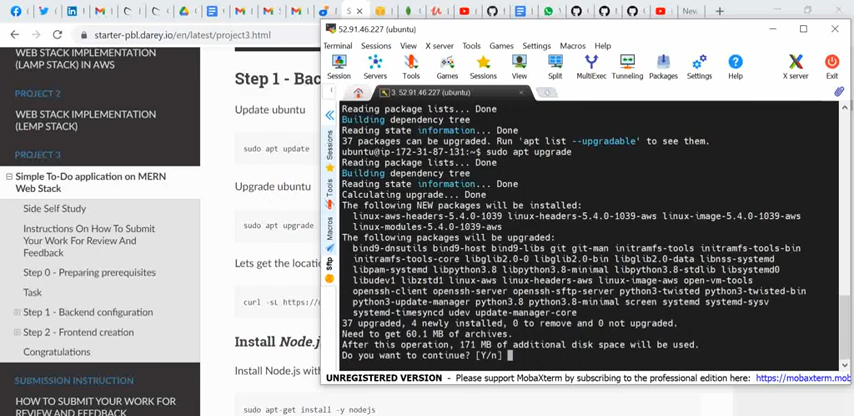 starter-pbl.darey.io/en/latest/project3.html
WEB STACK IMPLEMENTATION
(LAMP STACK) IN AWS
PROJECT 2
WEB STACK IMPLEMENTATION
(LEMP STACK)
PROJECT 3
Simple To-Do application on MERN
Web Stack
Side Self Study
Instructions On How To Submit
Your Work For Review And
Feedback
Step 0 - Preparing prerequisites
Task
Step 1 - Backend configuration
Step 2 - Frontend creation
Congratulations
SUBMISSION INSTRUCTION
HOW TO SUBMIT YOUR WORK FOR
REVIEW AND FEEDBACK
Step 1 - Bac
Update ubuntu
sudo apt update
Upgrade ubuntu
sudo apt upgrade
Lets get the locatio
curl -sL https://
Install Node.j
Install Node.js with
sudo apt-get install -y nodejs
New
52.91.46.227 (ubuntu)
Terminal Sessions View X server Tools Games Settings Macros Help
Session Servers Tools Games Sessions View Split MultiExec Tunneling Packages Settings Help X server Exit
3. 52.91.46.227 (ubuntu)
Sessions
Tools
Macros
Sftp
Reading package lists... Done
Building dependency tree
Reading state information... Done
37 packages can be upgraded. Run 'apt list --upgradable' to see them.
ubuntu@ip-172-31-87-131:~$ sudo apt upgrade
Reading package lists... Done
Building dependency tree
Reading state information... Done
Calculating upgrade... Done
The following NEW packages will be installed:
linux-aws-headers-5.4.0-1039 linux-headers-5.4.0-1039-aws linux-image-5.4.0-1039-aws
linux-modules-5.4.0-1039-aws
The following packages will be upgraded:
bind9-dnsutils bind9-host bind9-libs git git-man initramfs-tools initramfs-tools-bin
initramfs-tools-core libglib2.0-0 libglib2.0-bin libglib2.0-data libnss-systemd
libpam-systemd libpython3.8 libpython3.8-minimal libpython3.8-stdlib libsystemd0
libudev1 libzstd1 linux-aws linux-headers-aws linux-image-aws open-vm-tools
openssh-client openssh-server openssh-sftp-server python3-twisted python3-twisted-bin
python3-update-manager python3.8 python3.8-minimal screen systemd systemd-sysv
systemd-timesyncd udev update-manager-core
37 upgraded, 4 newly installed, 0 to remove and 0 not upgraded.
Need to get 60.1 MB of archives.
After this operation, 171 MB of additional disk space will be used.
Do you want to continue? [Y/n]
UNREGISTERED VERSION - Please support MobaXterm by subscribing to the professional edition here: https://mobaxterm.mob